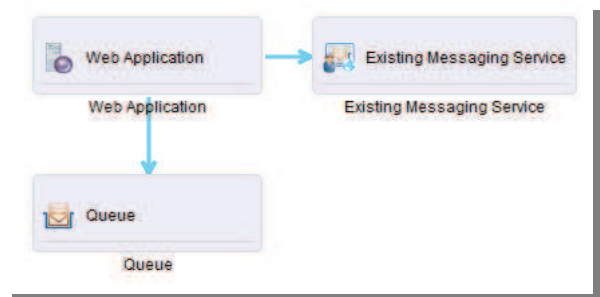 Web Application
Existing Messaging Service
Web Application
Existing Messaging Service
Queue
Queue